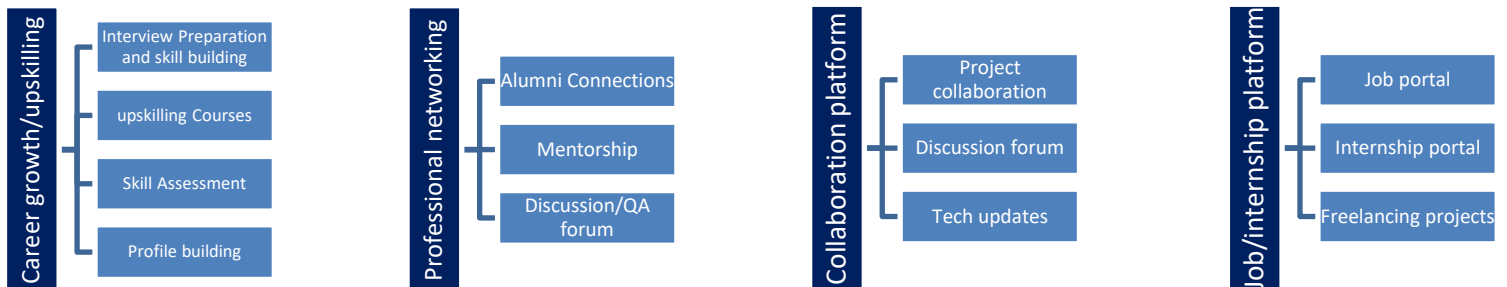 Career growth/upskilling
Interview Preparation
and skill building
upskilling Courses
Skill Assessment
Profile building
Professional networking
Alumni Connections
Mentorship
Discussion/QA
forum
Collaboration platform
Project
collaboration
Discussion forum
Tech updates
Job/internship platform
Job portal
Internship portal
Freelancing projects